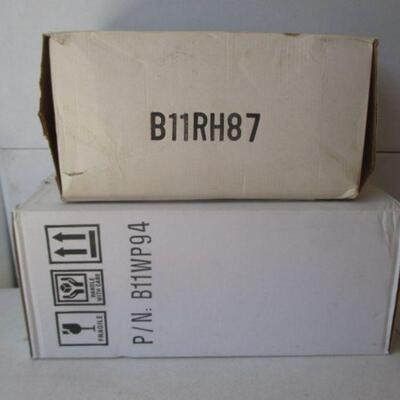 B11RH87
P/N: B11WP94
HANDLE
WITH CARE
FRAGILE